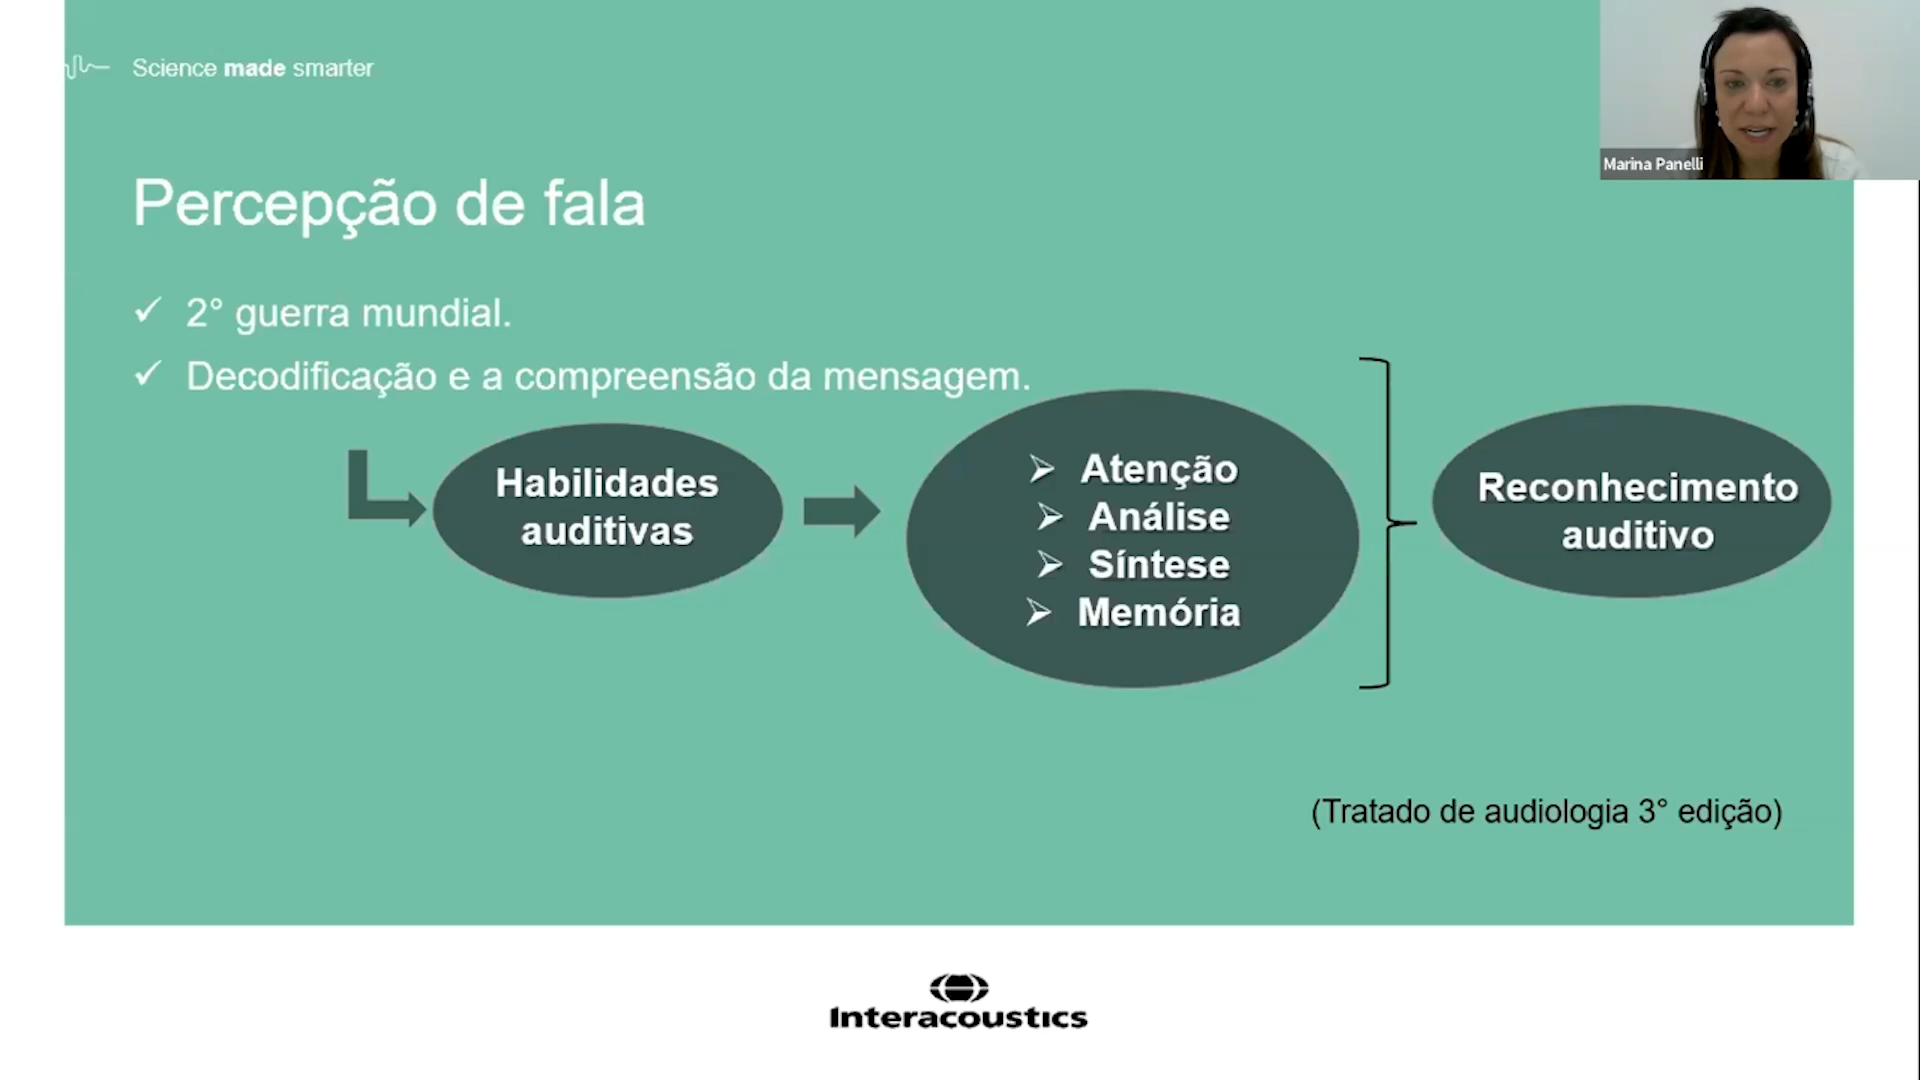 Science made smarter
Marina Panelli
Percepção de fala
2° guerra mundial.
Decodificação e a compreensão da mensagem.
Habilidades
auditivas
Atenção
Análise
Síntese
Memória
Reconhecimento
auditivo
(Tratado de audiologia 3° edição)
Interacoustics